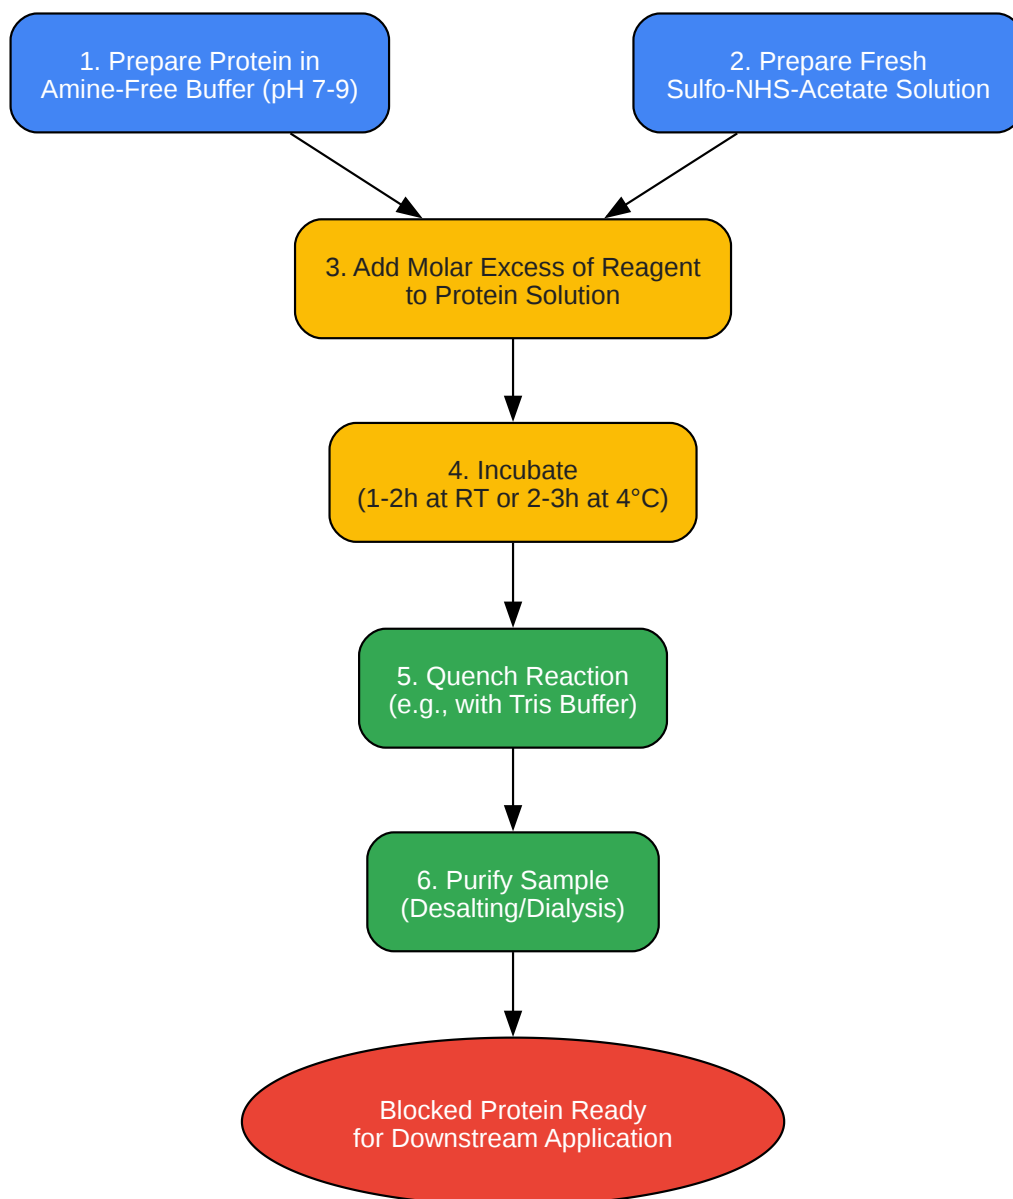 1. Prepare Protein in
Amine-Free Buffer (pH 7-9)
2. Prepare Fresh
Sulfo-NHS-Acetate Solution
3. Add Molar Excess of Reagent
to Protein Solution
4. Incubate
(1-2h at RT or 2-3h at 4°C)
5. Quench Reaction
(e.g., with Tris Buffer)
6. Purify Sample
(Desalting/Dialysis)
Blocked Protein Ready
for Downstream Application